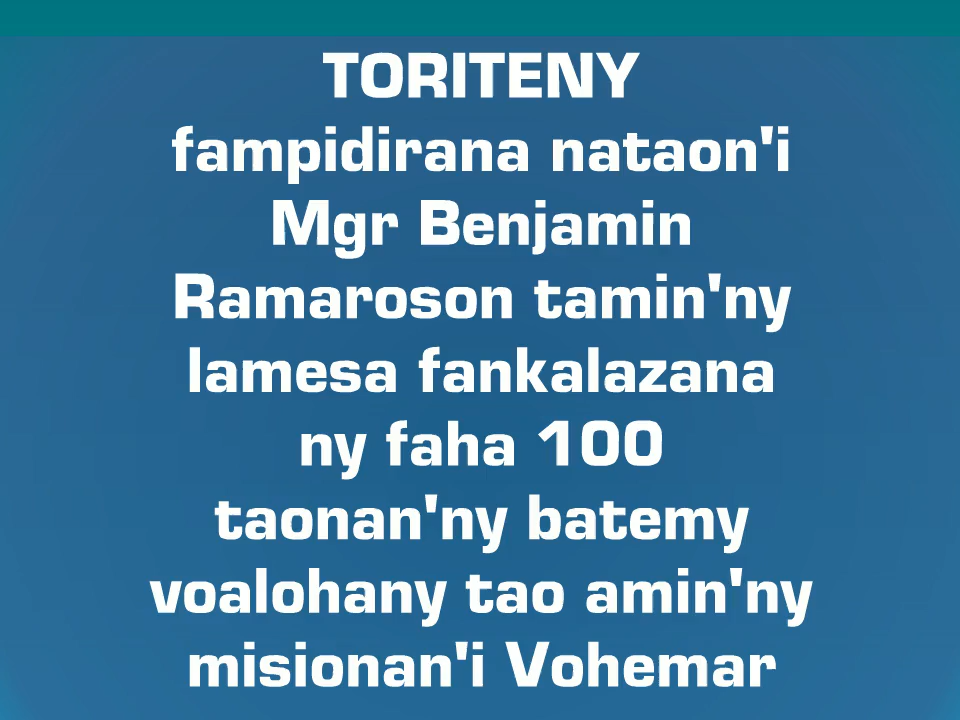 TORITENY
fampidirana nataon'i
Mgr Benjamin
Ramaroson tamin'ny
lamesa fankalazana
ny faha 100
taonan'ny batemy
voalohany tao amin'ny
misionan'i Vohemar